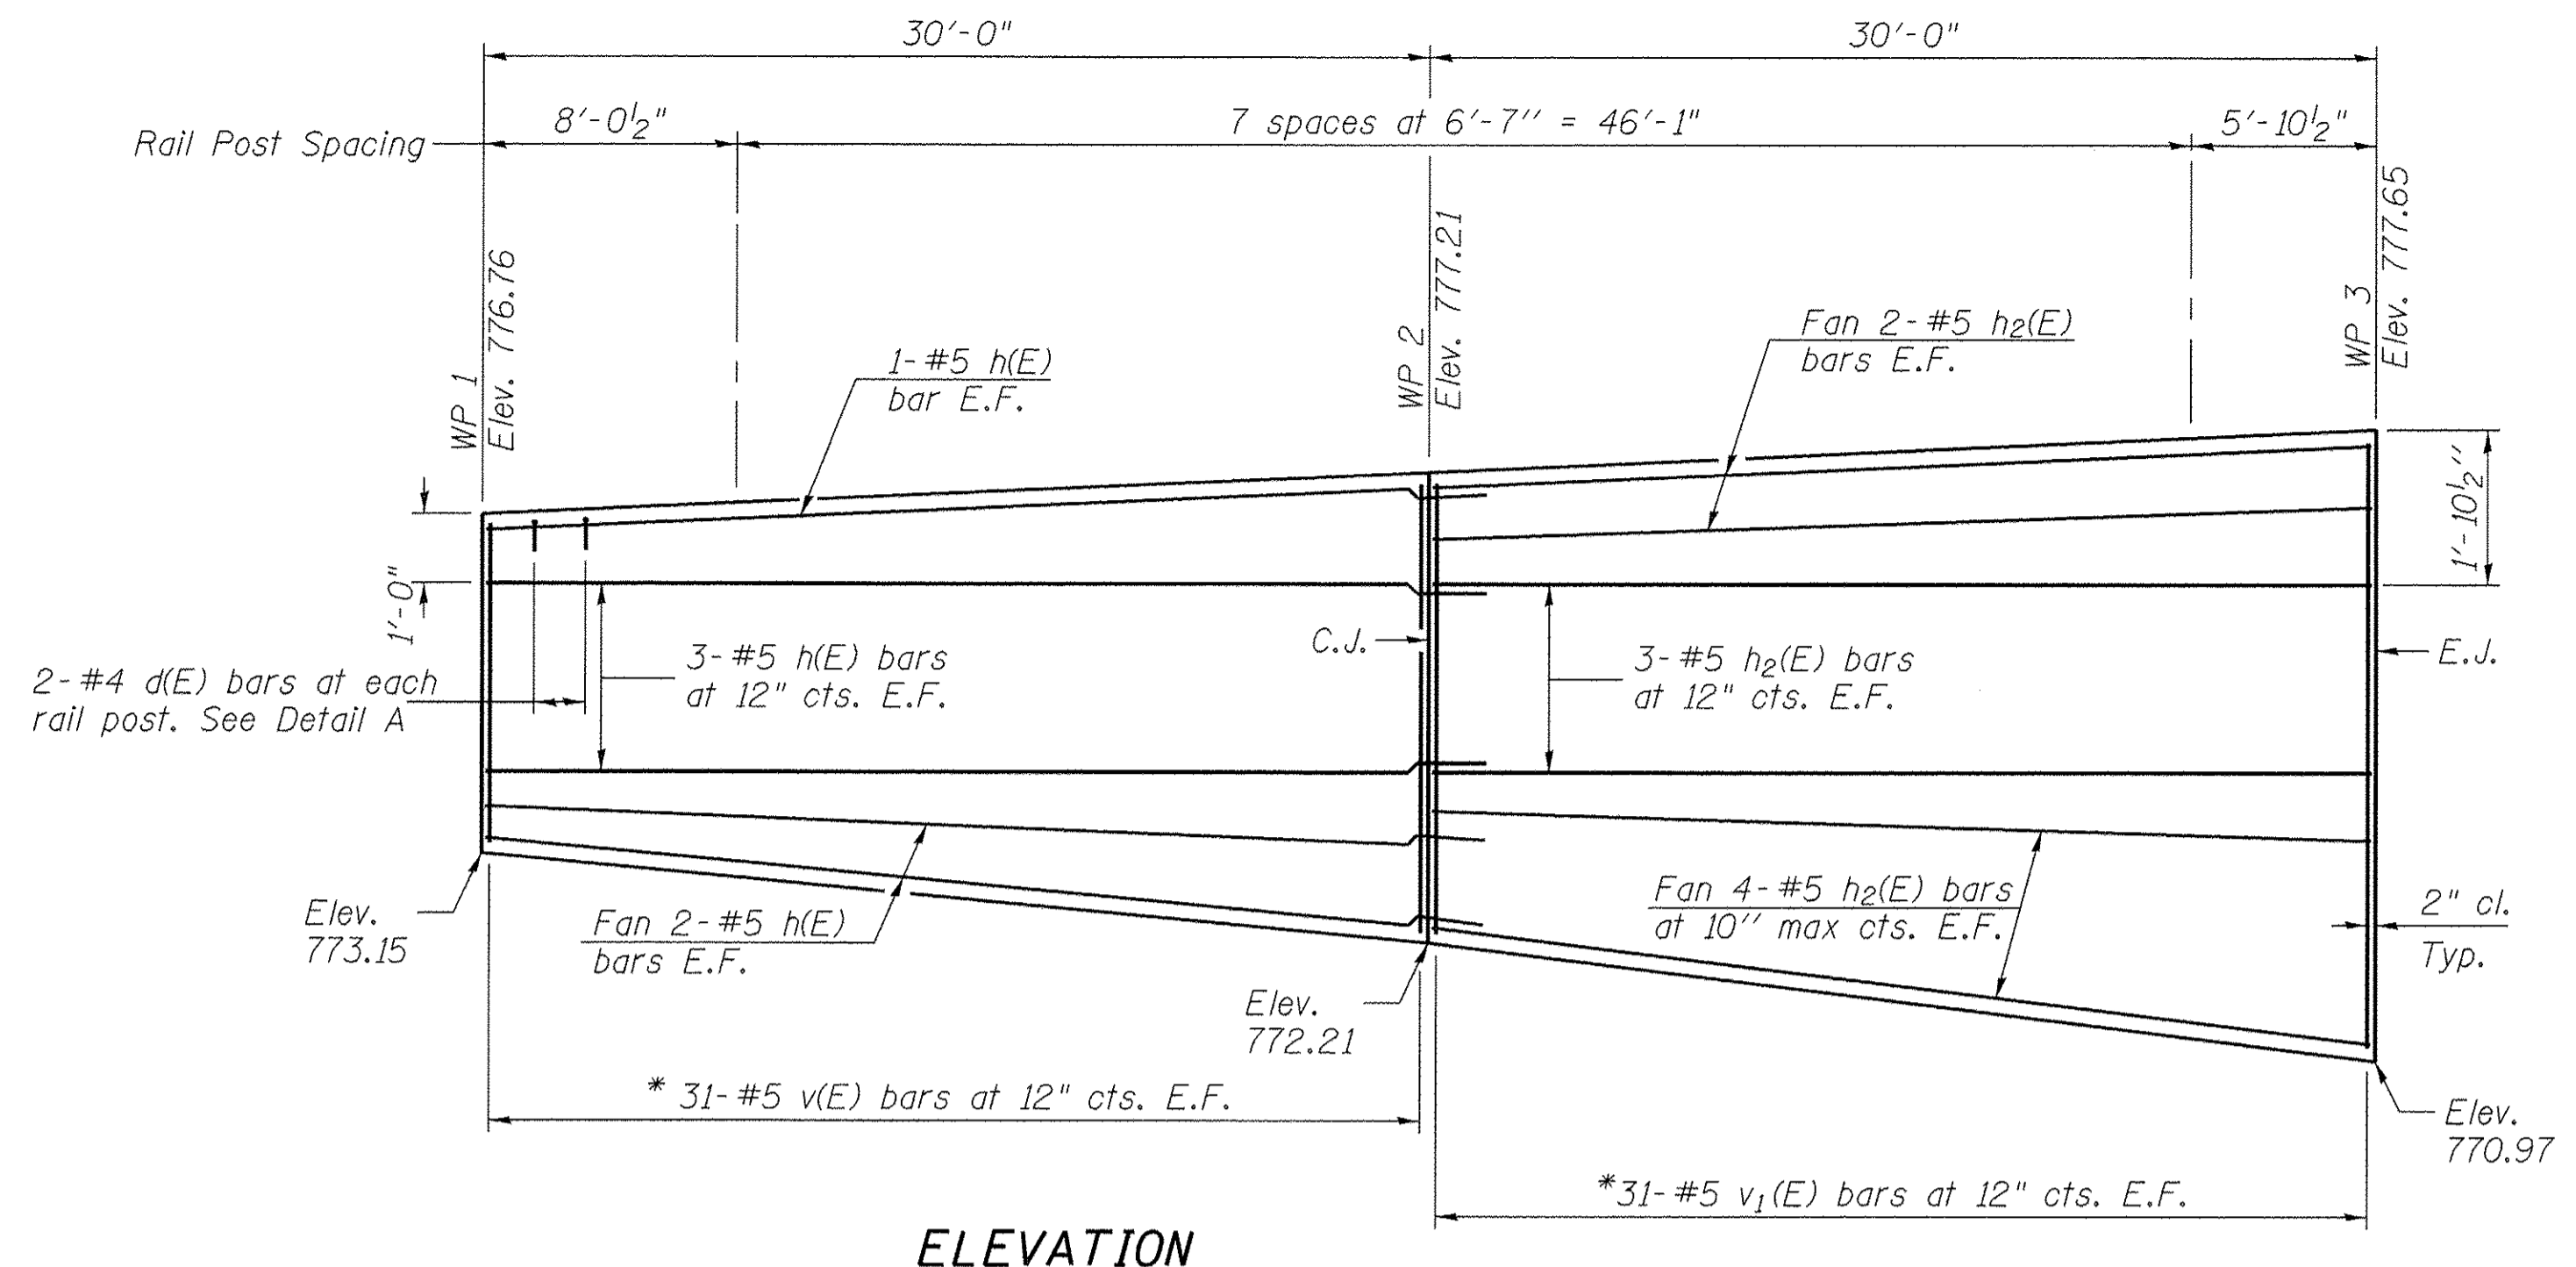 30'-0"
30'-0"
Rail Post Spacing
8'-0½"
7 spaces at 6'-7" = 46'-1"
5'-10½"
WP 1
Elev. 776.76
WP 2
Elev. 777.21
WP 3
Elev. 777.65
1-#5 h(E)
bar E.F.
Fan 2-#5 h2(E)
bars E.F.
1'-0"
1'-10½"
2-#4 d(E) bars at each
rail post. See Detail A
3-#5 h(E) bars
at 12" cts. E.F.
C.J.
3-#5 h2(E) bars
at 12" cts. E.F.
E.J.
Elev.
773.15
Fan 2-#5 h(E)
bars E.F.
Fan 4-#5 h2(E) bars
at 10" max cts. E.F.
2" cl.
Typ.
Elev.
772.21
* 31-#5 v(E) bars at 12" cts. E.F.
Elev.
770.97
*31-#5 v1(E) bars at 12" cts. E.F.
ELEVATION